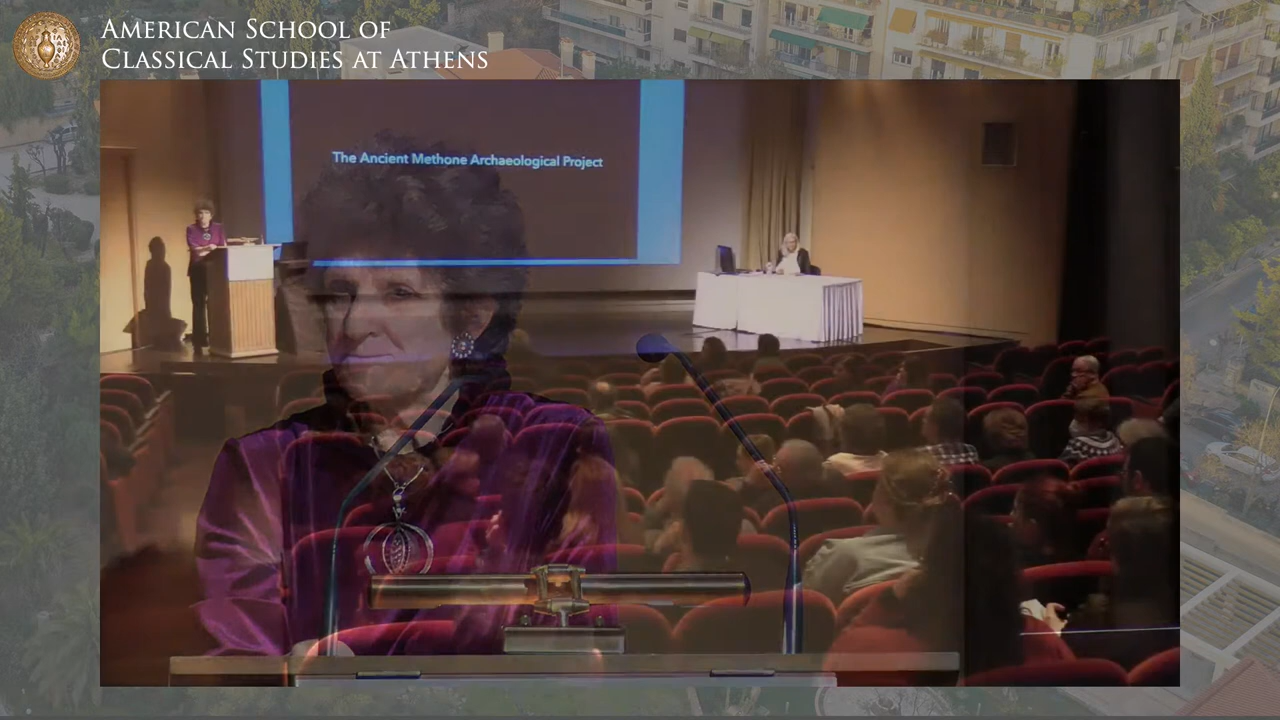 American School of
Classical Studies at Athens
The Ancient Methone Archaeological Project